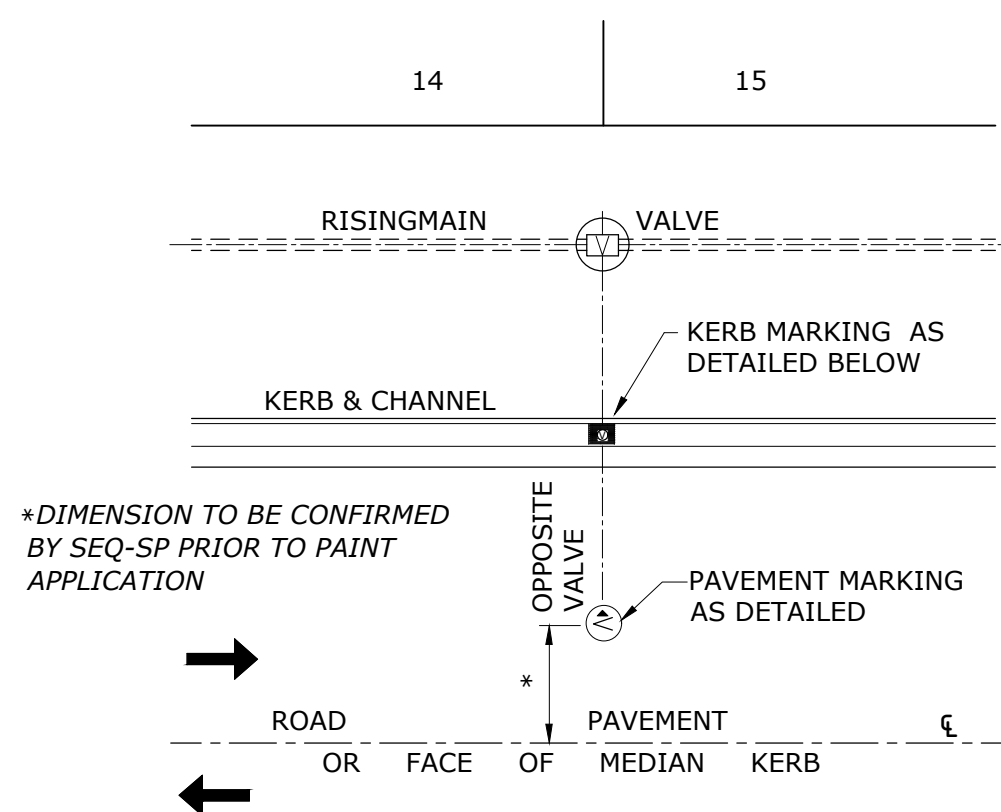 14 15
RISINGMAIN VALVE
V
KERB MARKING AS
DETAILED BELOW
KERB & CHANNEL
V
*DIMENSION TO BE CONFIRMED
BY SEQ-SP PRIOR TO PAINT
APPLICATION
OPPOSITE
VALVE
PAVEMENT MARKING
AS DETAILED
V
*
ROAD PAVEMENT ℄
OR FACE OF MEDIAN KERB